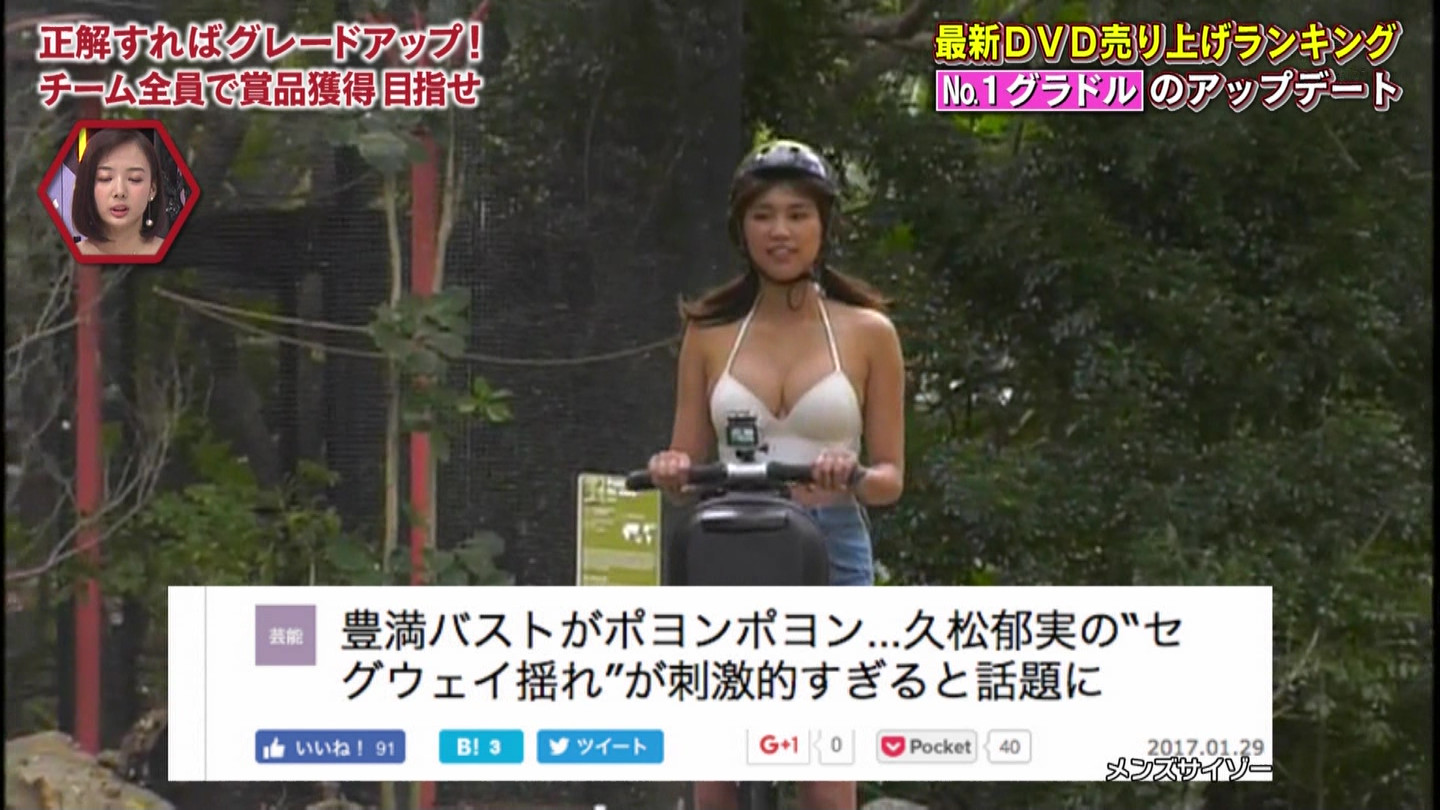 正解すればグレードアップ!
チーム全員で賞品獲得 目指せ
最新DVD売り上げランキング
No.1グラドル のアップデート
芸能
豊満バストがポヨンポヨン...久松郁実の〝セ
グウェイ揺れ”が刺激的すぎると話題に
いいね! 91
B! 3
ツイート
G+1 0
Pocket 40
2017.01.29
メンズサイゾー